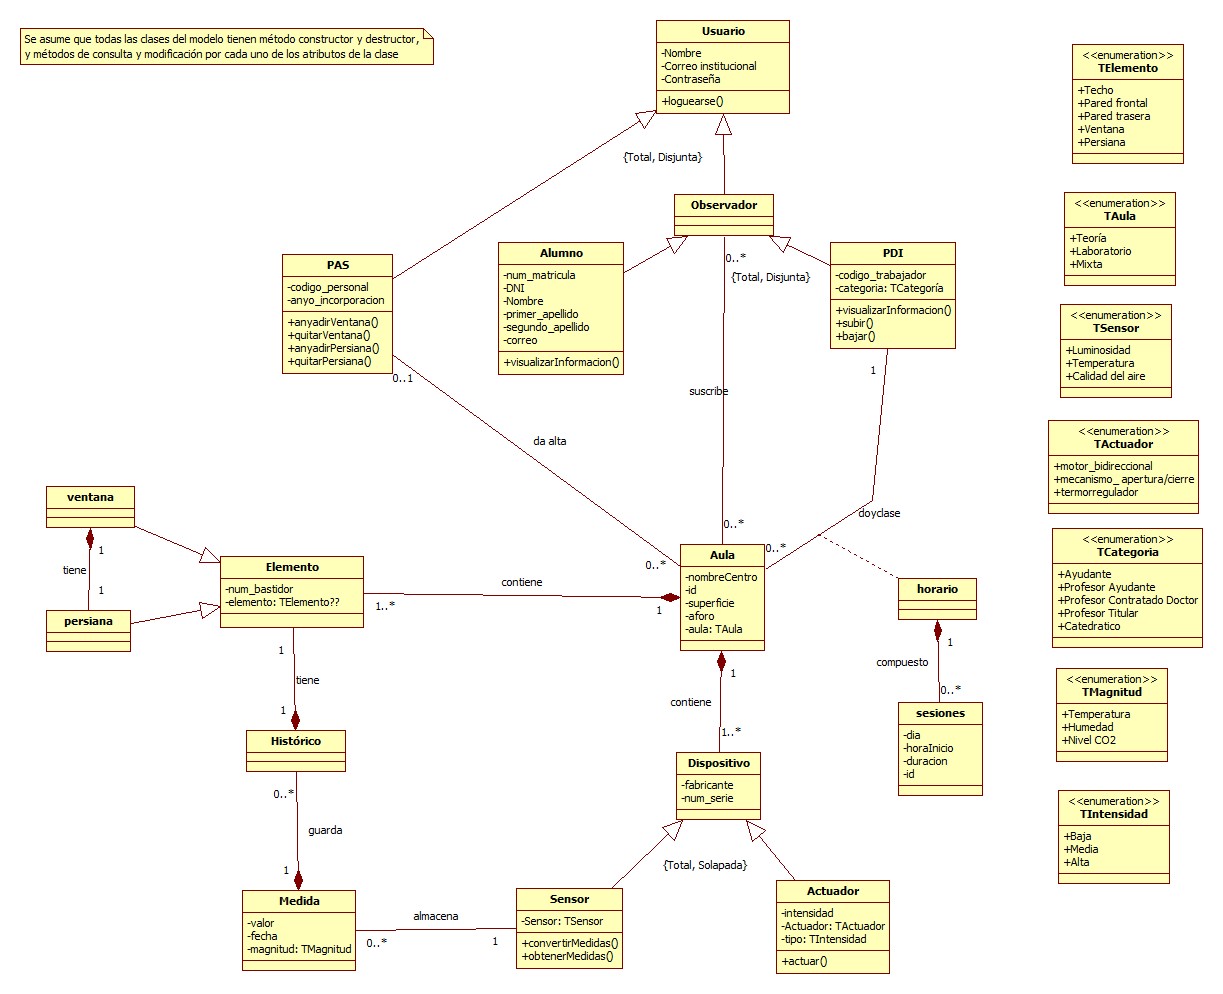 Se asume que todas las clases del modelo tienen método constructor y destructor,
y métodos de consulta y modificación por cada uno de los atributos de la clase
Usuario
-Nombre
-Correo institucional
-Contraseña
+loguearse()
{Total, Disjunta}
Observador
0..*
{Total, Disjunta}
PAS
-codigo_personal
-anyo_incorporacion
+anyadirVentana()
+quitarVentana()
+anyadirPersiana()
+quitarPersiana()
0..1
Alumno
-num_matricula
-DNI
-Nombre
-primer_apellido
-segundo_apellido
-correo
+visualizarInformacion()
PDI
-codigo_trabajador
-categoria: TCategoría
+visualizarInformacion()
+subir()
+bajar()
1
suscribe
da alta
doyclase
0..*
0..*
0..*
ventana
1
tiene
1
persiana
Elemento
-num_bastidor
-elemento: TElemento??
1..*
contiene
1
Aula
-nombreCentro
-id
-superficie
-aforo
-aula: TAula
1
contiene
1..*
horario
1
compuesto
0..*
sesiones
-dia
-horaInicio
-duracion
-id
1
tiene
1
Histórico
0..*
guarda
1
Medida
-valor
-fecha
-magnitud: TMagnitud
0..*
almacena
1
Dispositivo
-fabricante
-num_serie
{Total, Solapada}
Sensor
-Sensor: TSensor
+convertirMedidas()
+obtenerMedidas()
Actuador
-intensidad
-Actuador: TActuador
-tipo: TIntensidad
+actuar()
<<enumeration>>
TElemento
+Techo
+Pared frontal
+Pared trasera
+Ventana
+Persiana
<<enumeration>>
TAula
+Teoría
+Laboratorio
+Mixta
<<enumeration>>
TSensor
+Luminosidad
+Temperatura
+Calidad del aire
<<enumeration>>
TActuador
+motor_bidireccional
+mecanismo_ apertura/cierre
+termorregulador
<<enumeration>>
TCategoria
+Ayudante
+Profesor Ayudante
+Profesor Contratado Doctor
+Profesor Titular
+Catedratico
<<enumeration>>
TMagnitud
+Temperatura
+Humedad
+Nivel CO2
<<enumeration>>
TIntensidad
+Baja
+Media
+Alta